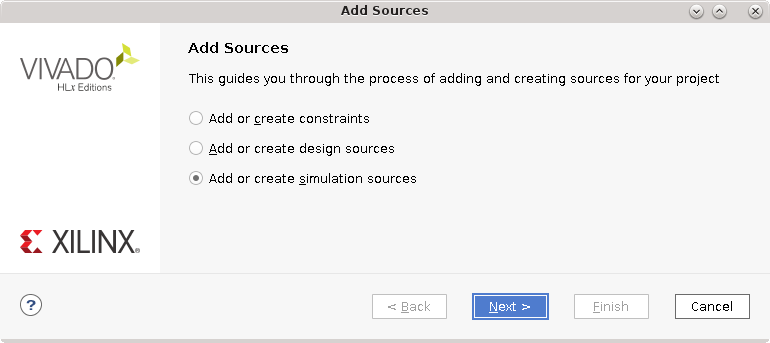 Add Sources
VIVADO
HLx Editions
Add Sources
This guides you through the process of adding and creating sources for your project
Add or create constraints
Add or create design sources
Add or create simulation sources
XILINX®
?
< Back
Next >
Finish
Cancel